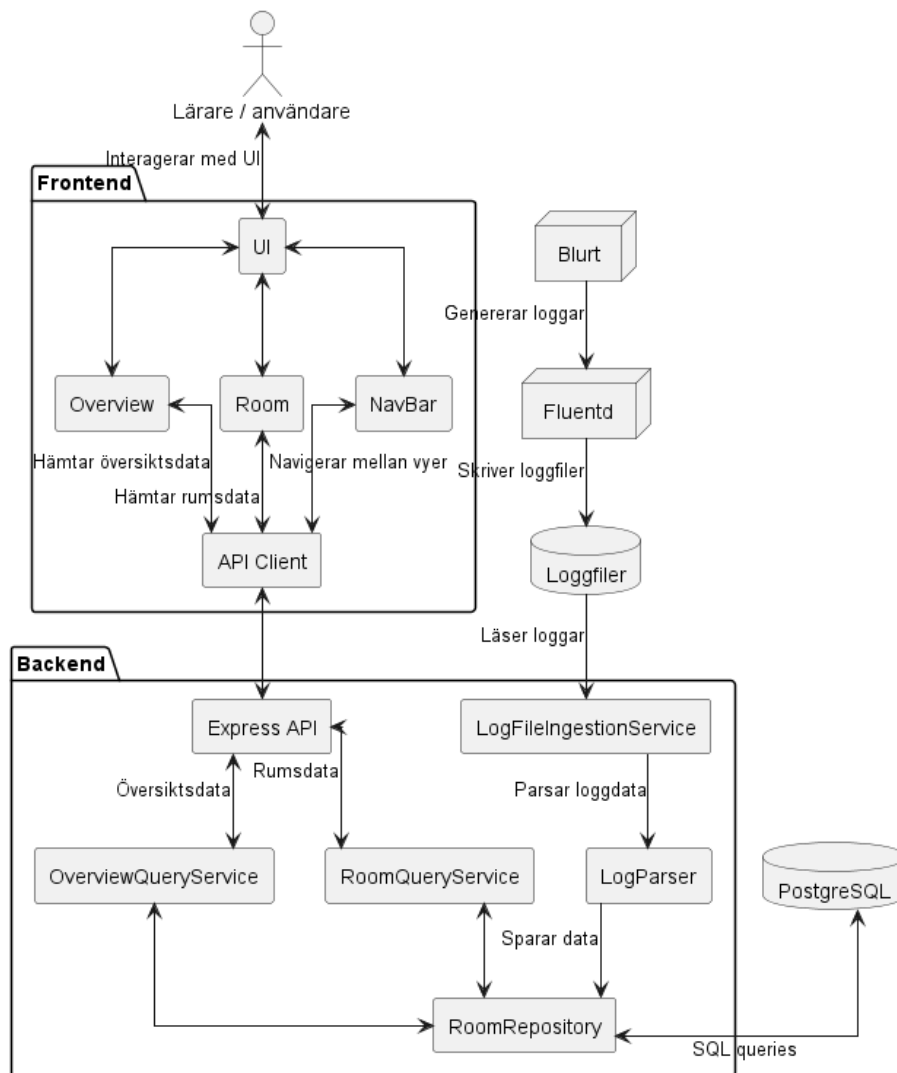 Lärare / användare
Interagerar med UI
Frontend
UI
Blurt
Genererar loggar
Overview
Room
NavBar
Fluentd
Hämtar översiktsdata
Navigerar mellan vyer
Skriver loggfiler
Hämtar rumsdata
API Client
Loggfiler
Läser loggar
Backend
Express API
LogFileIngestionService
Rumsdata
Översiktsdata
Parsar loggdata
OverviewQueryService
RoomQueryService
LogParser
PostgreSQL
Sparar data
RoomRepository
SQL queries